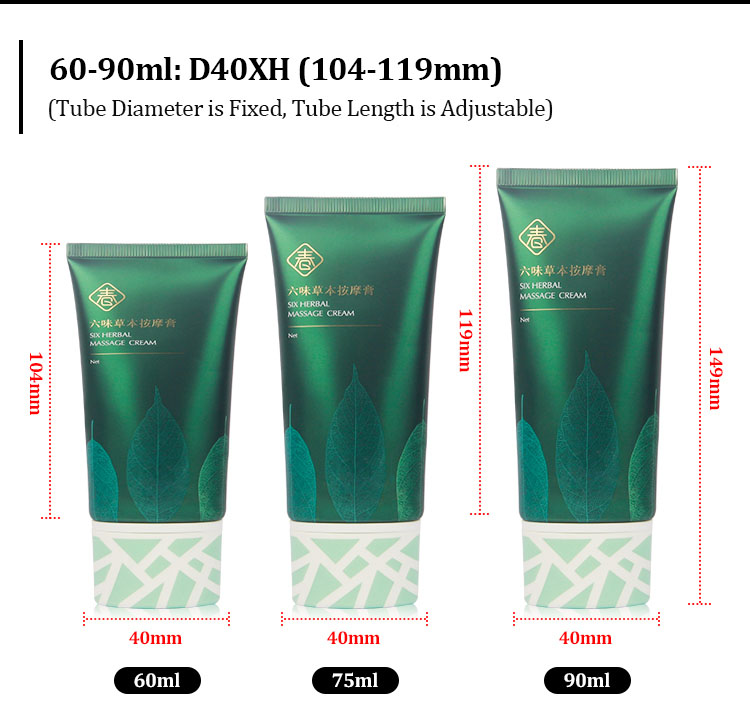 60-90ml: D40XH (104-119mm)
(Tube Diameter is Fixed, Tube Length is Adjustable)
春
六味草本按摩膏
SIX HERBAL
MASSAGE CREAM
Net
春
六味草本按摩膏
SIX HERBAL
MASSAGE CREAM
Net
春
六味草本按摩膏
SIX HERBAL
MASSAGE CREAM
Net
104mm
119mm
149mm
40mm
40mm
40mm
60ml
75ml
90ml